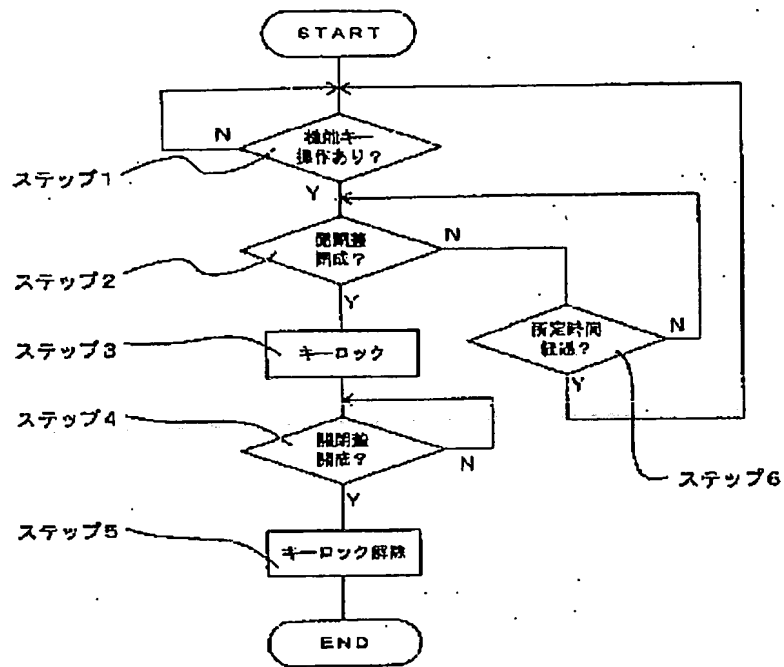 START
N
機能キー
操作あり?
ステップ1
Y
開閉蓋
閉成?
N
ステップ2
Y
所定時間
経過?
N
ステップ3
キーロック
Y
ステップ4
開閉蓋
開成?
N
ステップ6
Y
ステップ5
キーロック解除
END